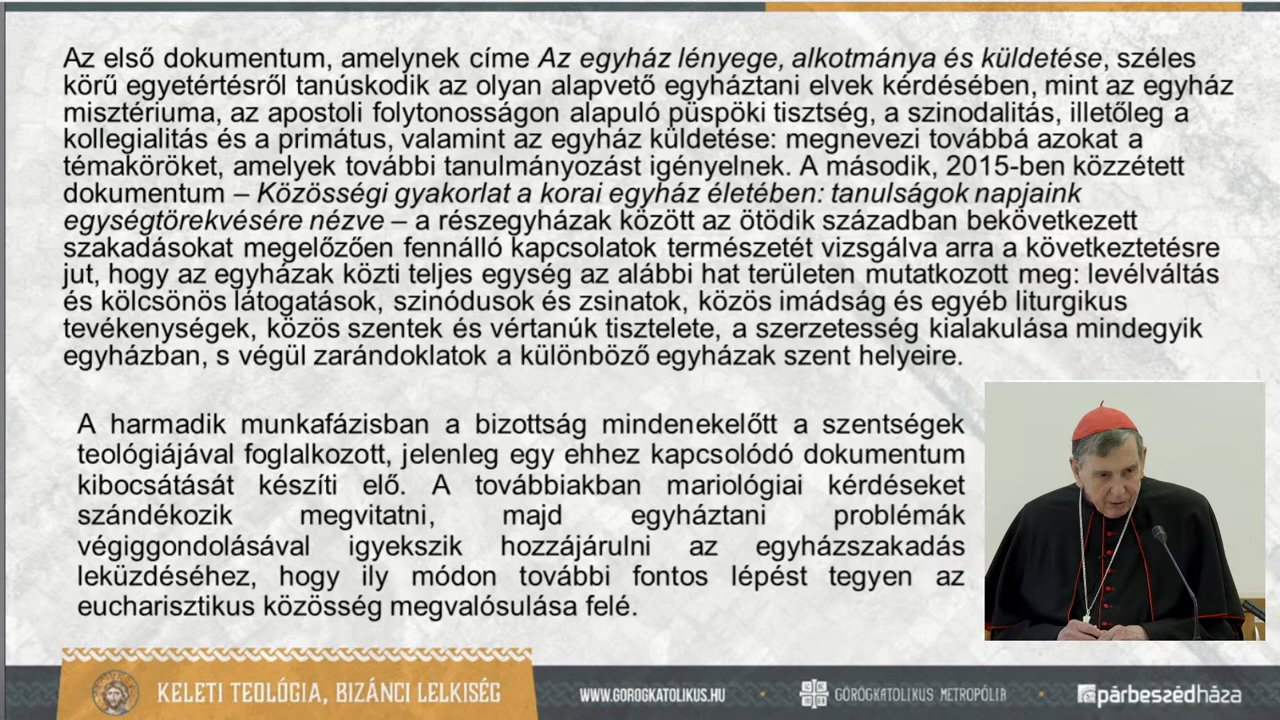 Az első dokumentum, amelynek címe Az egyház lényege, alkotmánya és küldetése, széles
körű egyetértésről tanúskodik az olyan alapvető egyháztani elvek kérdésében, mint az egyház
misztériuma, az apostoli folytonosságon alapuló püspöki tisztség, a szinodalitás, illetőleg a
kollegialitás és a primátus, valamint az egyház küldetése: megnevezi továbbá azokat a
témaköröket, amelyek további tanulmányozást igényelnek. A második, 2015-ben közzétett
dokumentum – Közösségi gyakorlat a korai egyház életében: tanulságok napjaink
egységtörekvésére nézve – a részegyházak között az ötödik században bekövetkezett
szakadásokat megelőzően fennálló kapcsolatok természetét vizsgálva arra a következtetésre
jut, hogy az egyházak közti teljes egység az alábbi hat területen mutatkozott meg: levélváltás
és kölcsönös látogatások, szinódusok és zsinatok, közös imádság és egyéb liturgikus
tevékenységek, közös szentek és vértanúk tisztelete, a szerzetesség kialakulása mindegyik
egyházban, s végül zarándoklatok a különböző egyházak szent helyeire.
A harmadik munkafázisban a bizottság mindenekelőtt a szentségek
teológiájával foglalkozott, jelenleg egy ehhez kapcsolódó dokumentum
kibocsátását készíti elő. A továbbiakban mariológiai kérdéseket
szándékozik megvitatni, majd egyháztani problémák
végiggondolásával igyekszik hozzájárulni az egyházszakadás
leküzdéséhez, hogy ily módon további fontos lépést tegyen az
eucharisztikus közösség megvalósulása felé.
KELETI TEOLÓGIA, BIZÁNCI LELKISÉG
WWW.GOROGKATOLIKUS.HU
GÖRÖGKATOLIKUS METROPÓLIA
párbeszédháza